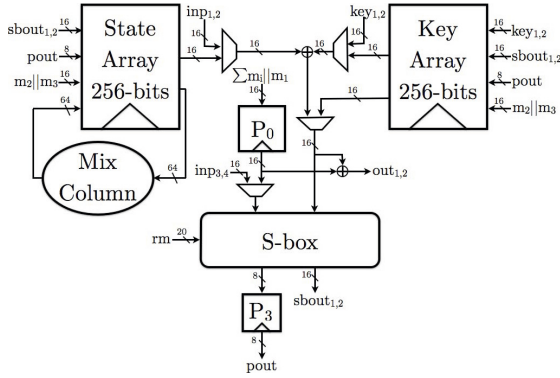 sbout1,2
16
pout
8
m2||m3
16
64
State
Array
256-bits
64
Mix
Column
inp1,2
16
16
16
∑mi||m1
16
P0
16
inp3,4
16
key1,2
16
16
16
16
16
16
out1,2
Key
Array
256-bits
16
key1,2
16
sbout1,2
8
pout
16
m2||m3
rm
20
S-box
8
16
sbout1,2
P3
8
pout